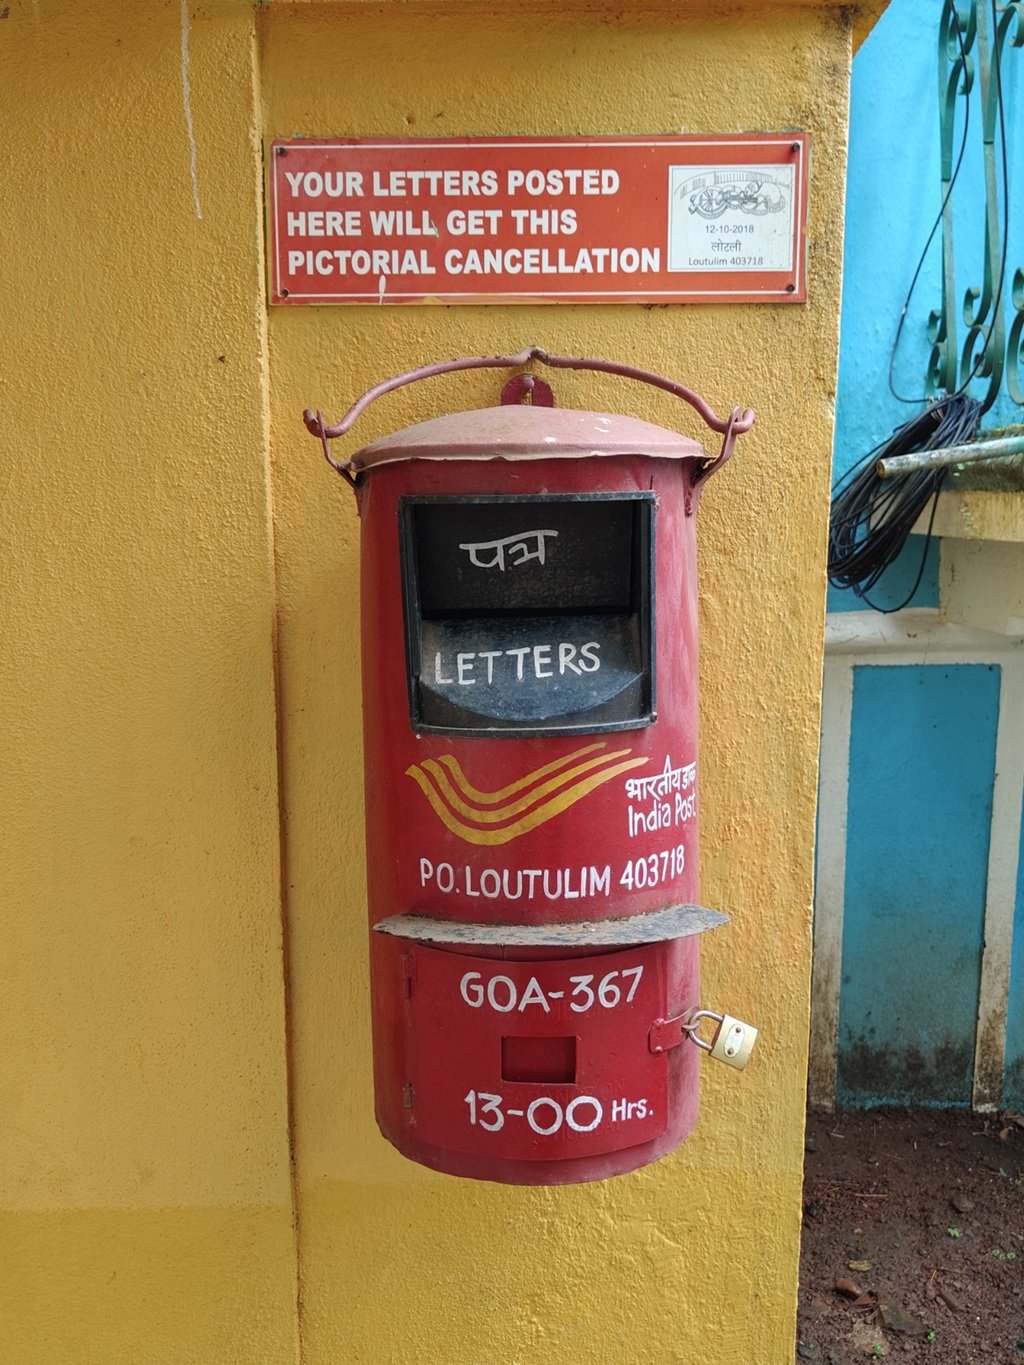 YOUR LETTERS POSTED
HERE WILL GET THIS
PICTORIAL CANCELLATION
12-10-2018
लोटली
Loutulim 403718
पत्र
LETTERS
भारतीय डाक
India Post
PO. LOUTULIM 403718
GOA-367
13-00 Hrs.